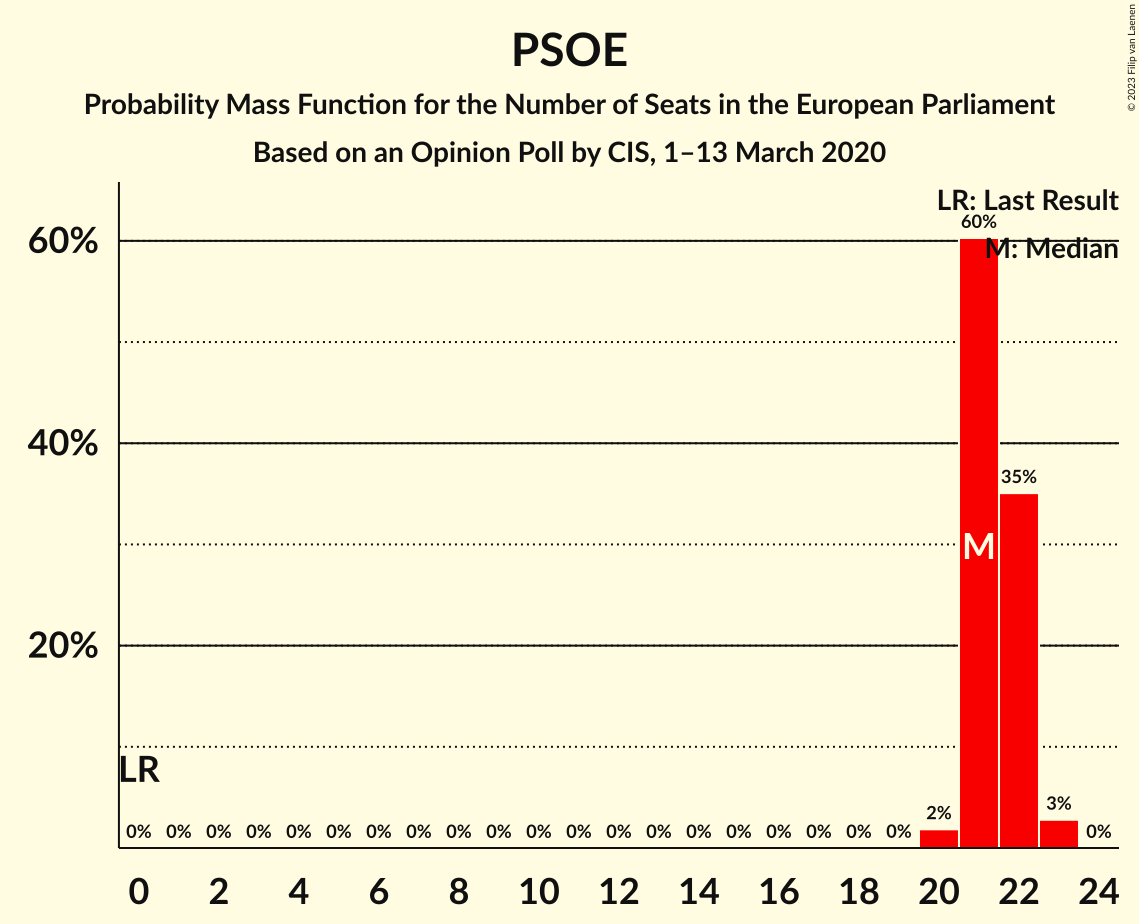 PSOE
Probability Mass Function for the Number of Seats in the European Parliament
Based on an Opinion Poll by CIS, 1–13 March 2020
© 2023 Filip van Laenen
LR: Last Result
M: Median
60%
40%
20%
60%
35%
M
LR
0% 0% 0% 0% 0% 0% 0% 0% 0% 0% 0% 0% 0% 0% 0% 0% 0% 0% 0% 0% 2% 3% 0%
0 2 4 6 8 10 12 14 16 18 20 22 24